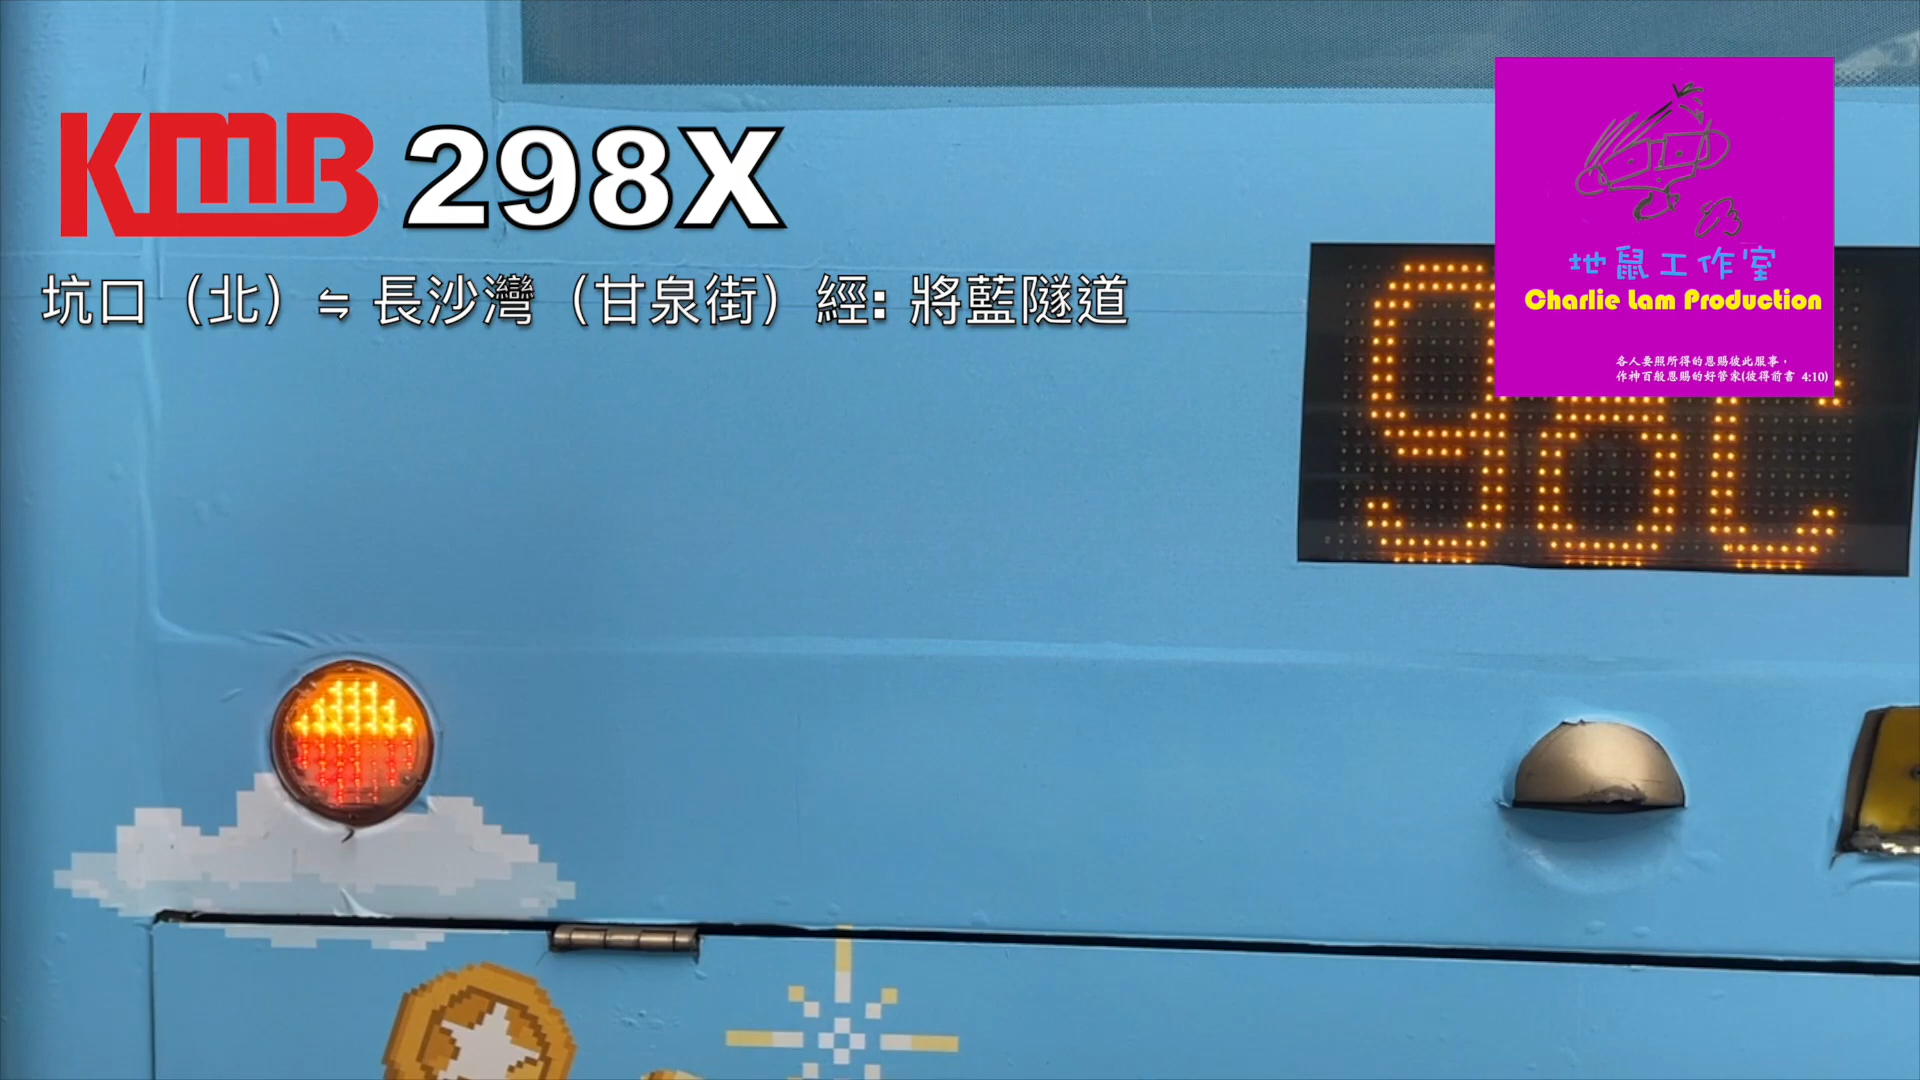 KMB 298X
坑口（北）⇋ 長沙灣（甘泉街）經: 將藍隧道
地鼠工作室
Charlie Lam Production
各人要照所得的恩賜彼此服事，
作神百般恩賜的好管家(彼得前書 4:10)